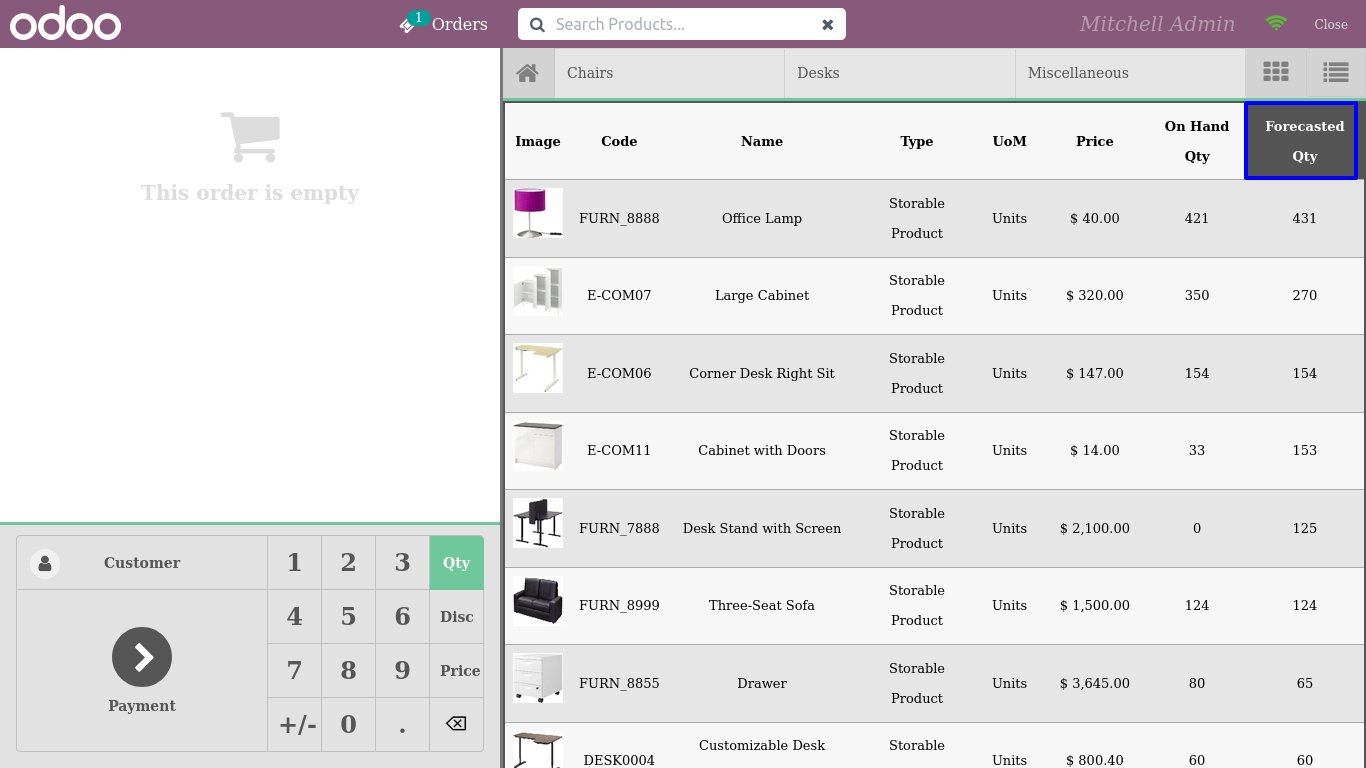 odoo
1
Orders
Search Products...
Mitchell Admin
Close
Chairs
Desks
Miscellaneous
This order is empty
Customer
1 2 3 Qty
4 5 6 Disc
7 8 9 Price
+/- 0 .
Payment
Image Code Name Type UoM Price On Hand Qty Forecasted Qty
FURN_8888 Office Lamp Storable Product Units $ 40.00 421 431
E-COM07 Large Cabinet Storable Product Units $ 320.00 350 270
E-COM06 Corner Desk Right Sit Storable Product Units $ 147.00 154 154
E-COM11 Cabinet with Doors Storable Product Units $ 14.00 33 153
FURN_7888 Desk Stand with Screen Storable Product Units $ 2,100.00 0 125
FURN_8999 Three-Seat Sofa Storable Product Units $ 1,500.00 124 124
FURN_8855 Drawer Storable Product Units $ 3,645.00 80 65
DESK0004 Customizable Desk Storable Units $ 800.40 60 60